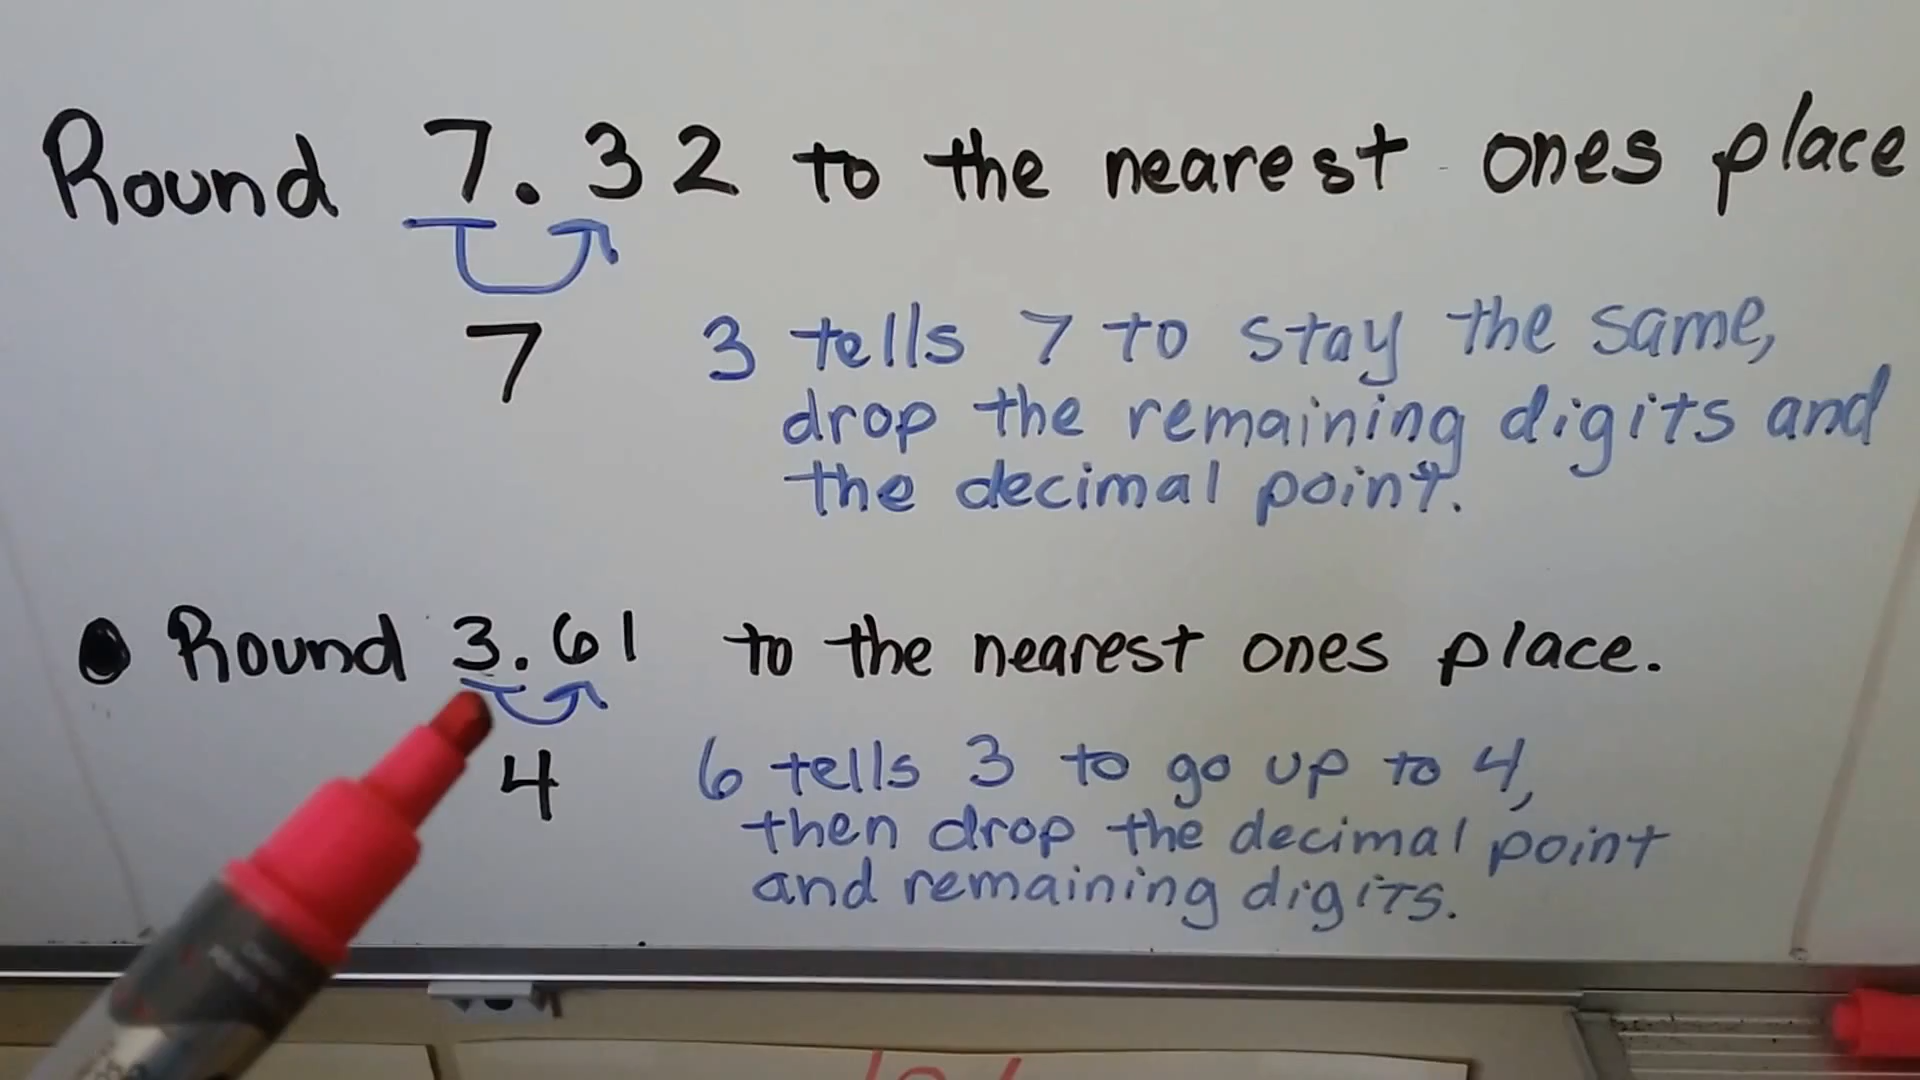 Round 7.32 to the nearest ones place
7
3 tells 7 to stay the same,
drop the remaining digits and
the decimal point.
Round 3.61 to the nearest ones place.
4
6 tells 3 to go up to 4,
then drop the decimal point
and remaining digits.